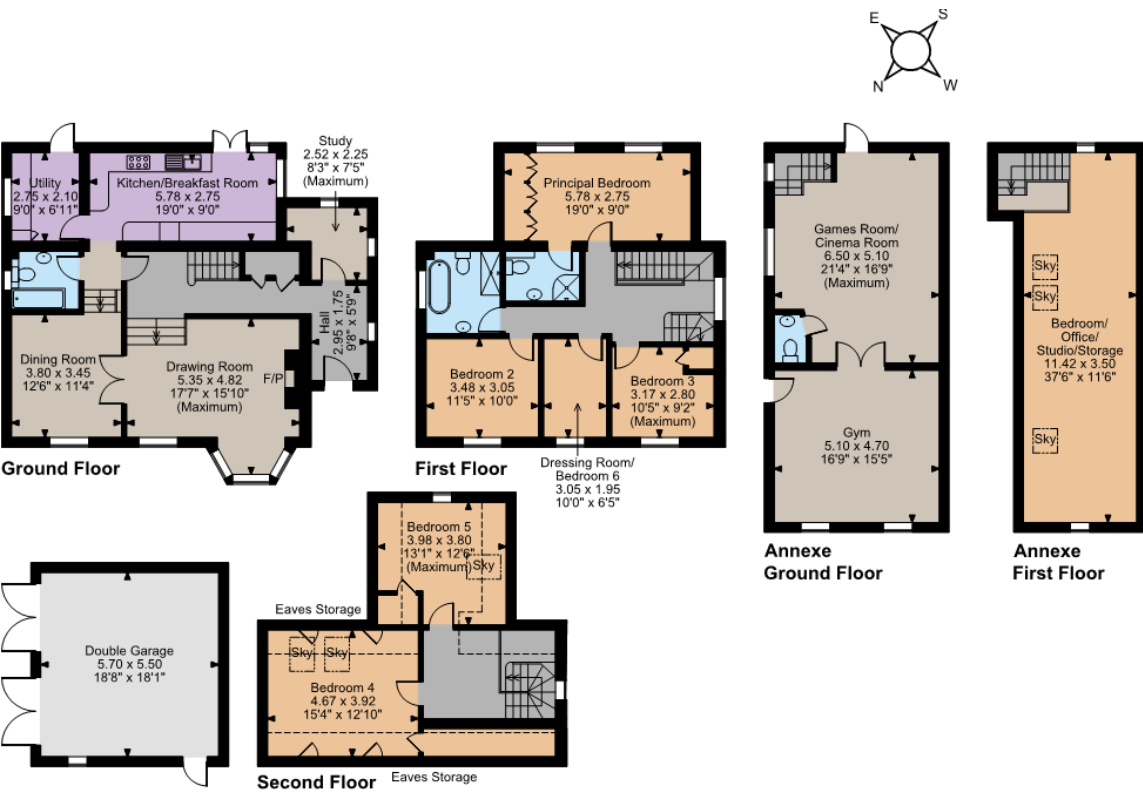 E
S
N
W
Study
2.52 x 2.25
8'3" x 7'5"
(Maximum)
Utility
2.75 x 2.10
9'0" x 6'11"
Kitchen/Breakfast Room
5.78 x 2.75
19'0" x 9'0"
Hall
2.95 x 1.75
9'8" x 5'9"
Dining Room
3.80 x 3.45
12'6" x 11'4"
Drawing Room
5.35 x 4.82
17'7" x 15'10"
(Maximum)
F/P
Ground Floor
Principal Bedroom
5.78 x 2.75
19'0" x 9'0"
Bedroom 2
3.48 x 3.05
11'5" x 10'0"
Bedroom 3
3.17 x 2.80
10'5" x 9'2"
(Maximum)
Dressing Room/
Bedroom 6
3.05 x 1.95
10'0" x 6'5"
First Floor
Games Room/
Cinema Room
6.50 x 5.10
21'4" x 16'9"
(Maximum)
Gym
5.10 x 4.70
16'9" x 15'5"
Annexe
Ground Floor
Sky
Sky
Bedroom/
Office/
Studio/Storage
11.42 x 3.50
37'6" x 11'6"
Sky
Annexe
First Floor
Double Garage
5.70 x 5.50
18'8" x 18'1"
Bedroom 5
3.98 x 3.80
13'1" x 12'6"
(Maximum)
Sky
Eaves Storage
Sky
Sky
Bedroom 4
4.67 x 3.92
15'4" x 12'10"
Second Floor
Eaves Storage